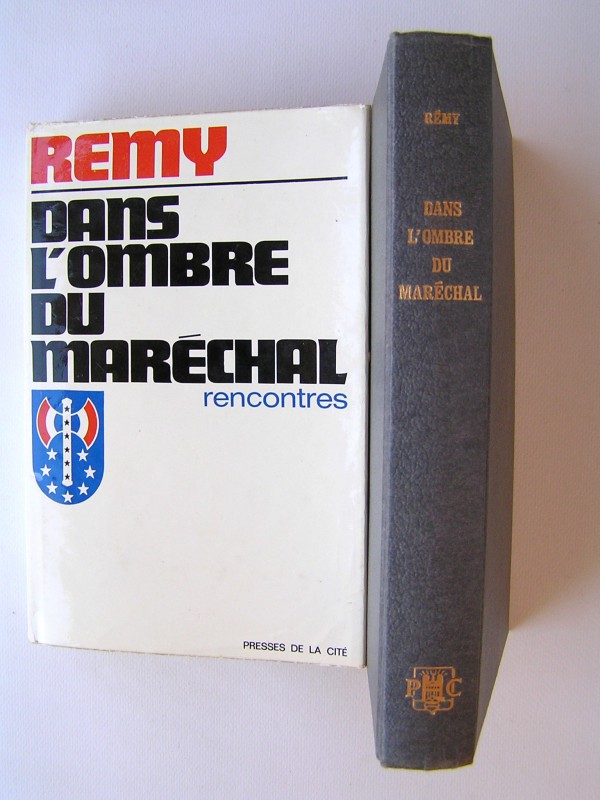 REMY
DANS
L'OMBRE
DU
MARÉCHAL
rencontres
PRESSES DE LA CITÉ
RÉMY
DANS
L'OMBRE
DU
MARÉCHAL
P C